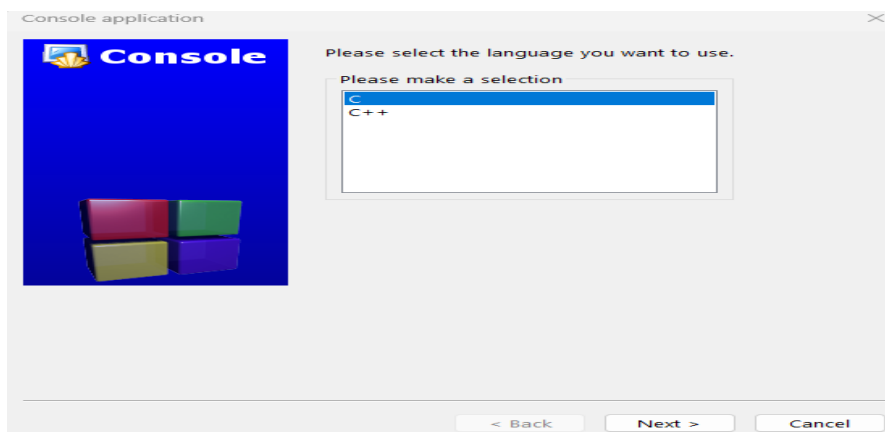 Console application
Console
Please select the language you want to use.
Please make a selection
C
C++
< Back Next > Cancel